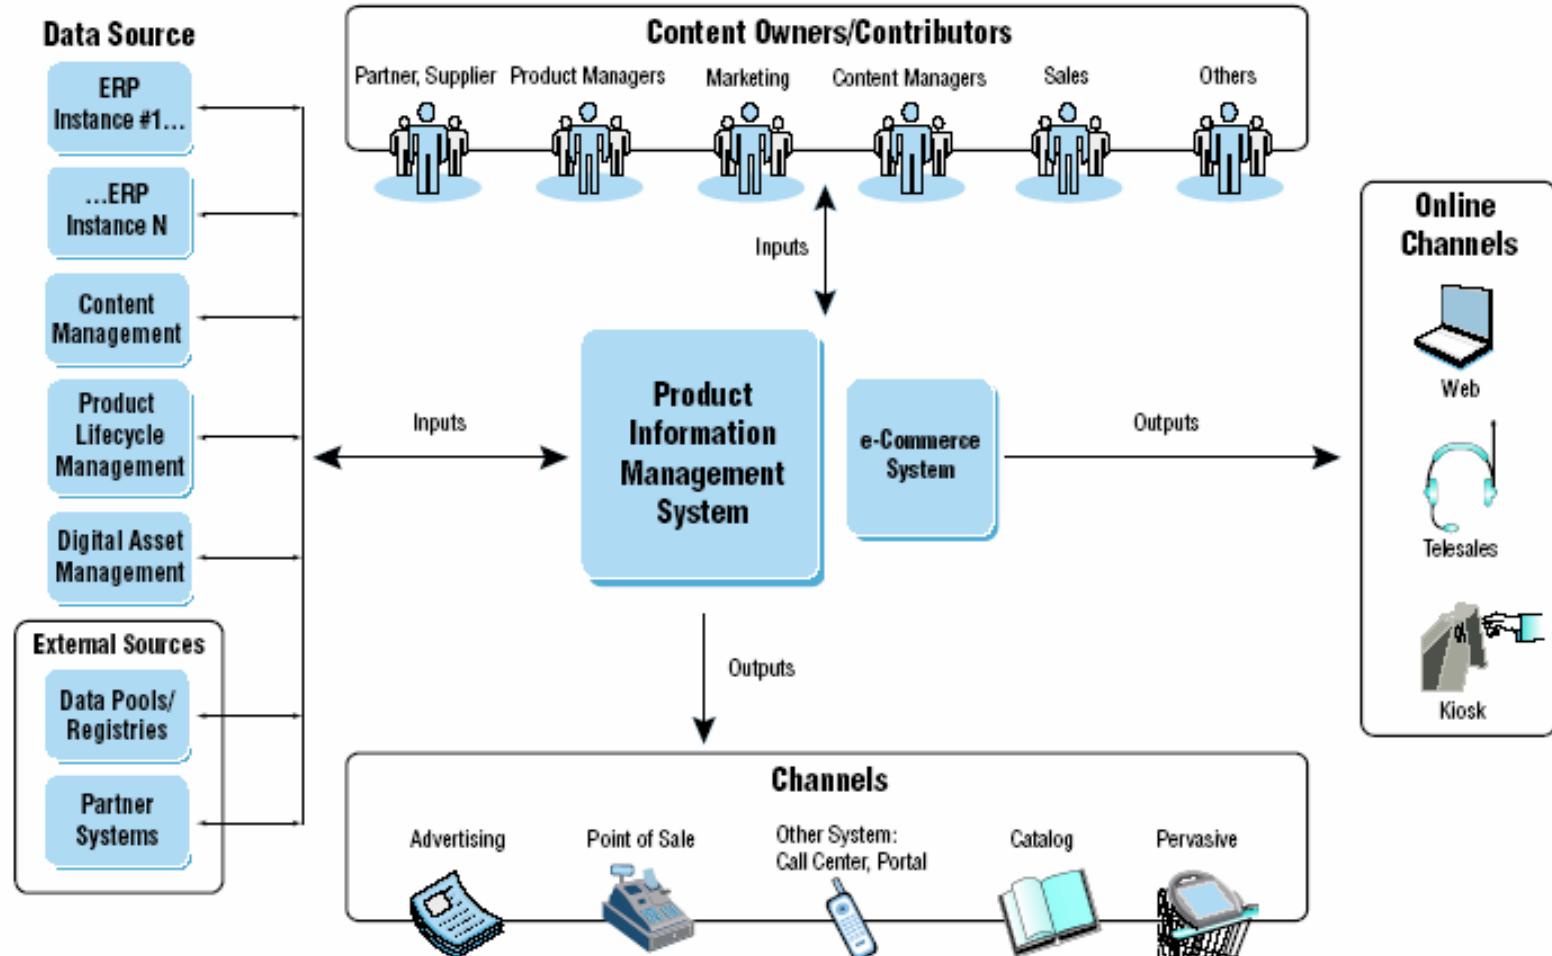 Data Source
ERP
Instance #1...
...ERP
Instance N
Content
Management
Product
Lifecycle
Management
Digital Asset
Management
External Sources
Data Pools/
Registries
Partner
Systems
Content Owners/Contributors
Partner, Supplier
Product Managers
Marketing
Content Managers
Sales
Others
Inputs
Inputs
Product
Information
Management
System
e-Commerce
System
Outputs
Outputs
Online
Channels
Web
Telesales
Kiosk
Channels
Advertising
Point of Sale
Other System:
Call Center, Portal
Catalog
Pervasive